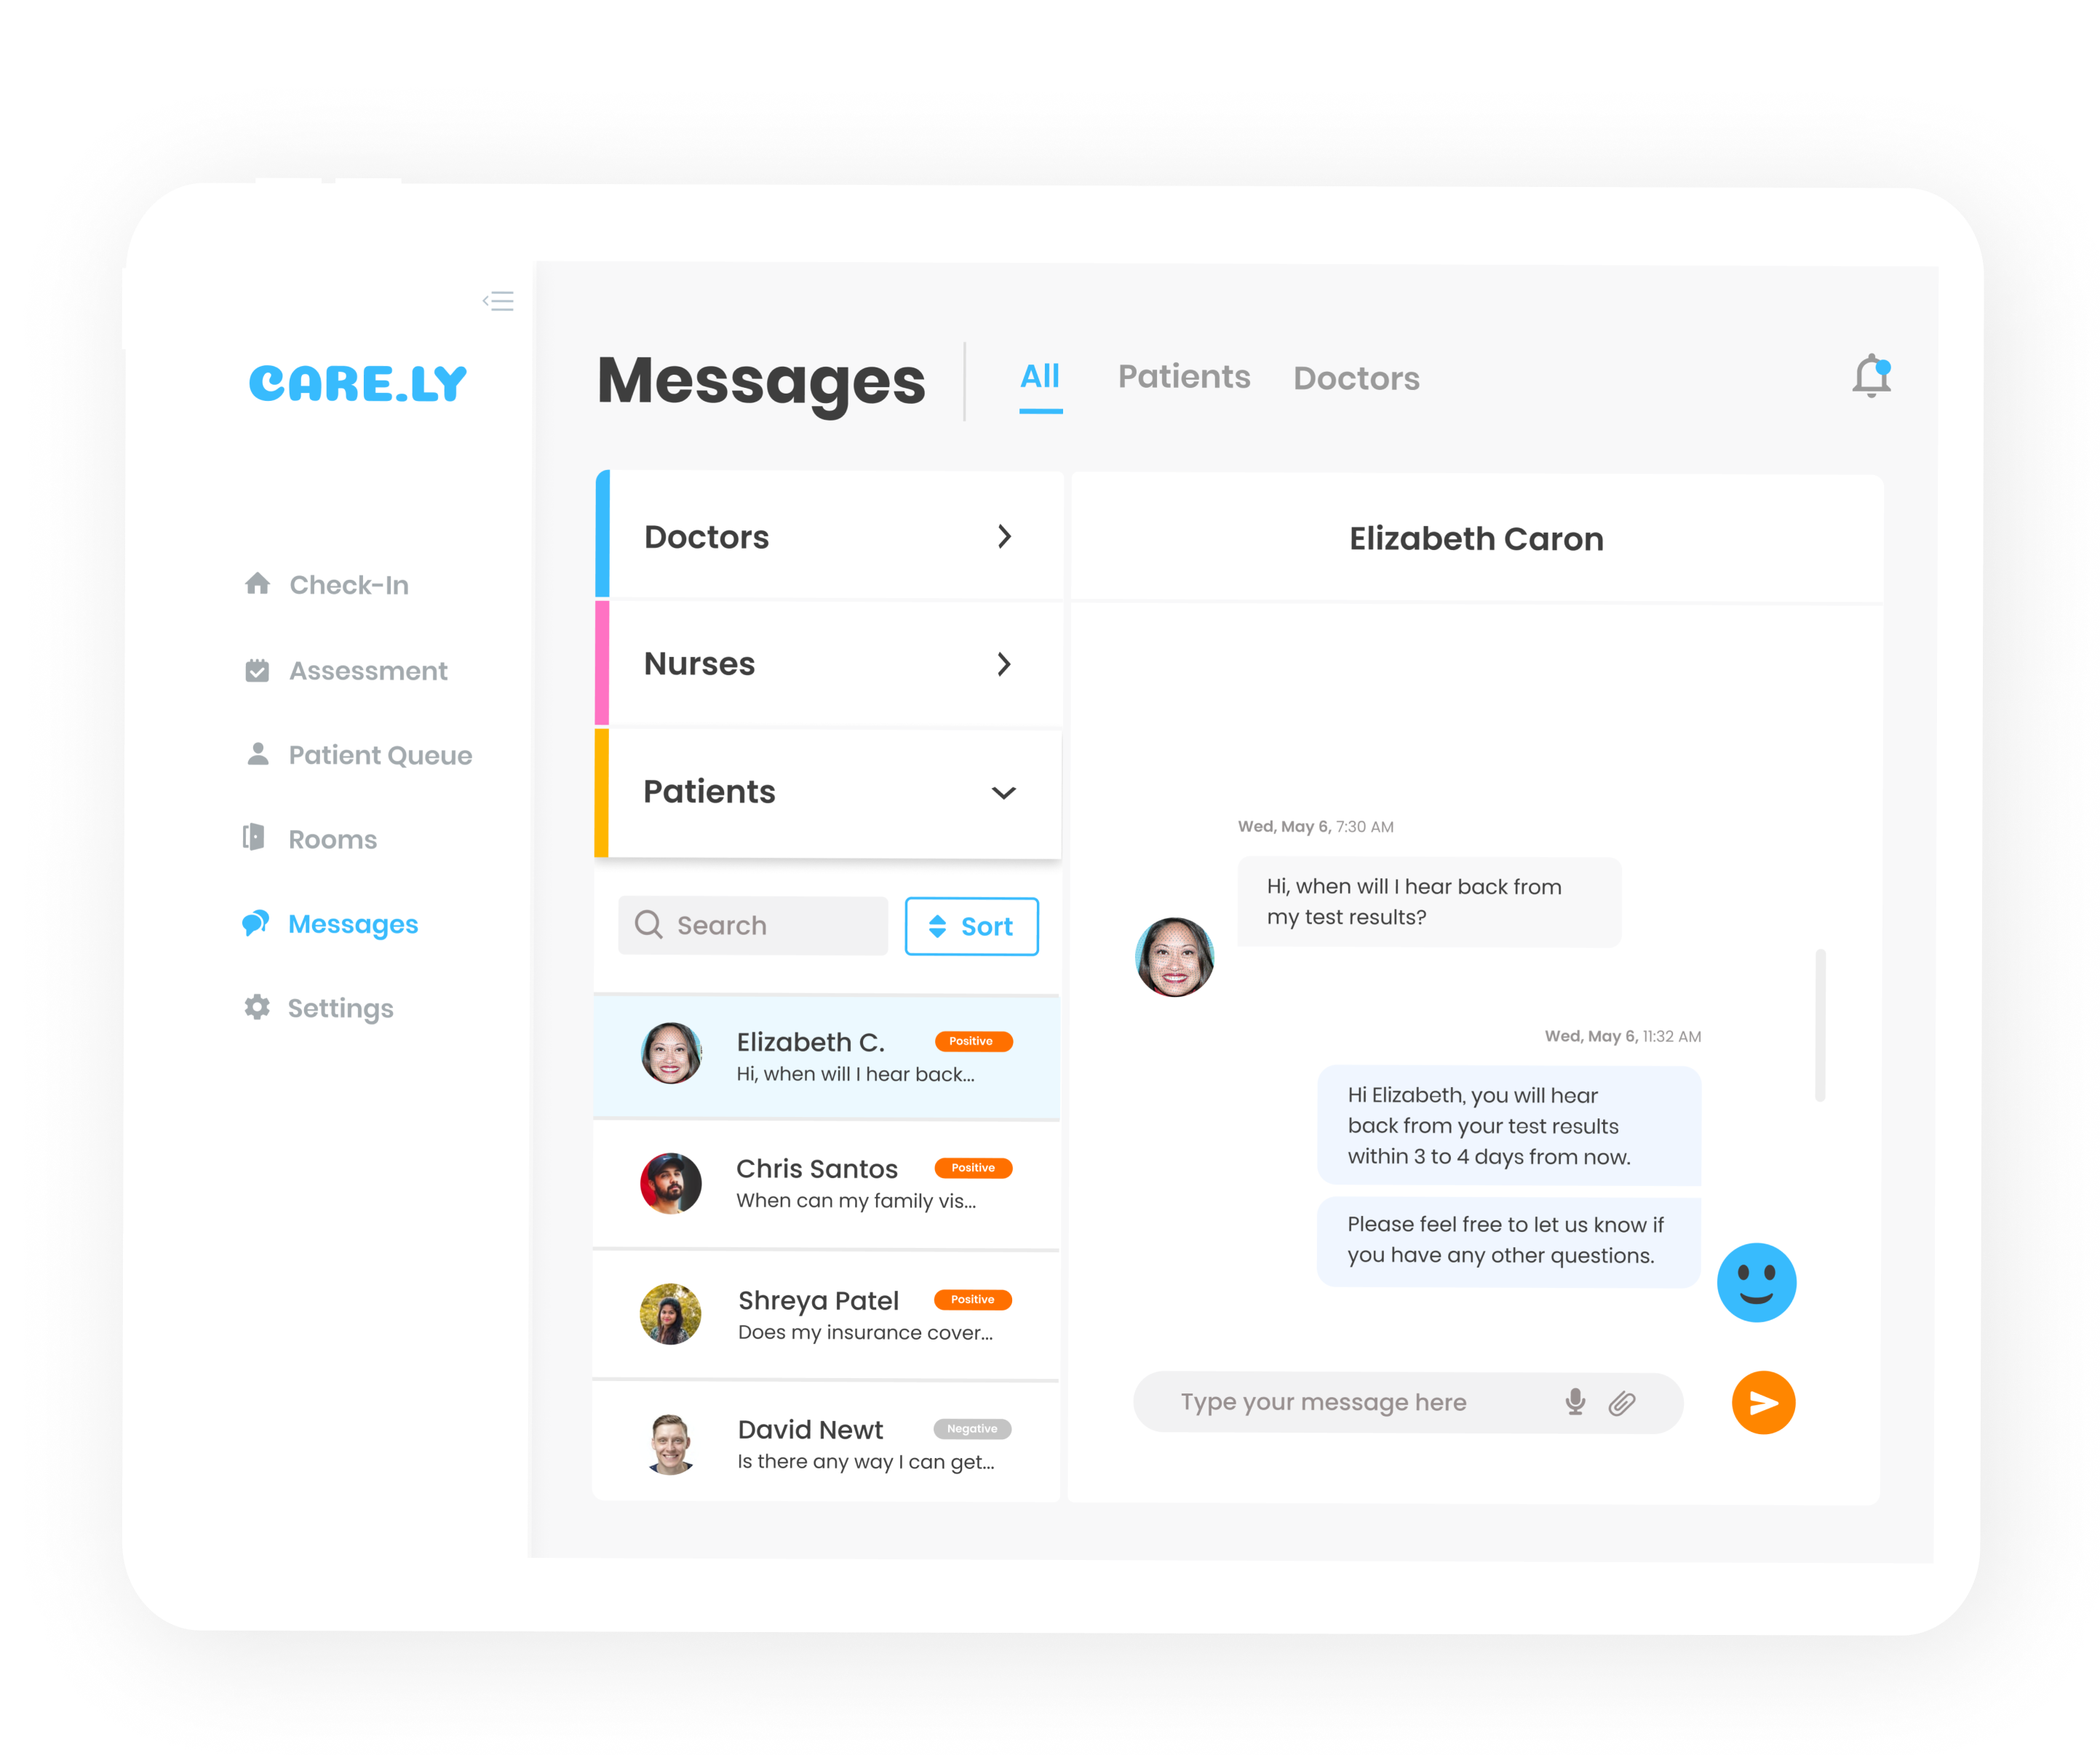 CARE.LY
Check-In
Assessment
Patient Queue
Rooms
Messages
Settings
Messages
All
Patients
Doctors
Doctors
Nurses
Patients
Search
Sort
Elizabeth C.
Positive
Hi, when will I hear back...
Chris Santos
Positive
When can my family vis...
Shreya Patel
Positive
Does my insurance cover...
David Newt
Negative
Is there any way I can get...
Elizabeth Caron
Wed, May 6, 7:30 AM
Hi, when will I hear back from
my test results?
Wed, May 6, 11:32 AM
Hi Elizabeth, you will hear
back from your test results
within 3 to 4 days from now.
Please feel free to let us know if
you have any other questions.
Type your message here